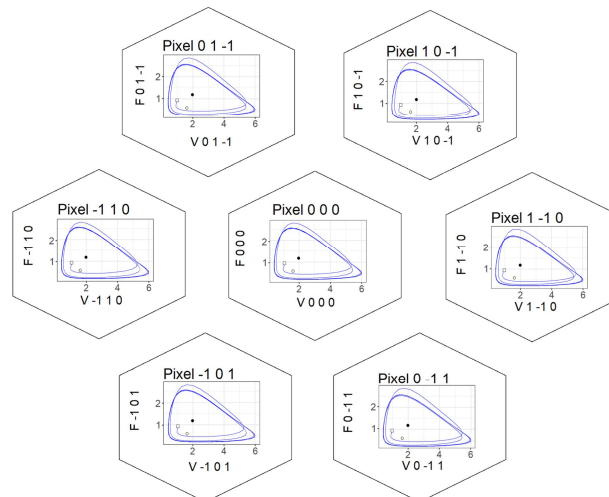 Pixel 0 1 -1
F 0 1 -1
1
2
2
4
6
V 0 1 -1
Pixel 1 0 -1
F 1 0 -1
1
2
2
4
6
V 1 0 -1
Pixel -1 1 0
F -1 1 0
1
2
2
4
6
V -1 1 0
Pixel 0 0 0
F 0 0 0
1
2
2
4
6
V 0 0 0
Pixel 1 -1 0
F 1 -1 0
1
2
2
4
6
V 1 -1 0
Pixel -1 0 1
F -1 0 1
1
2
2
4
6
V -1 0 1
Pixel 0 -1 1
F 0 -1 1
1
2
2
4
6
V 0 -1 1